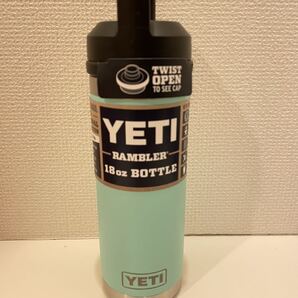 TWIST
OPEN
TO SEE CAP
YETI
RAMBLER
18oz BOTTLE
YETI